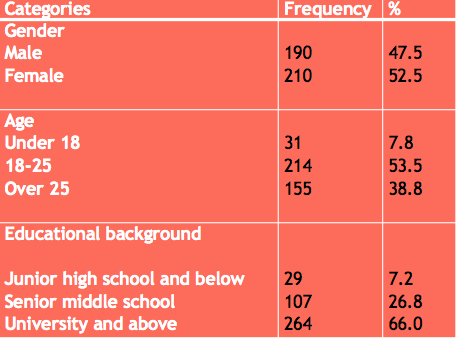 Categories Frequency %
Gender
Male 190 47.5
Female 210 52.5
Age
Under 18 31 7.8
18-25 214 53.5
Over 25 155 38.8
Educational background
Junior high school and below 29 7.2
Senior middle school 107 26.8
University and above 264 66.0